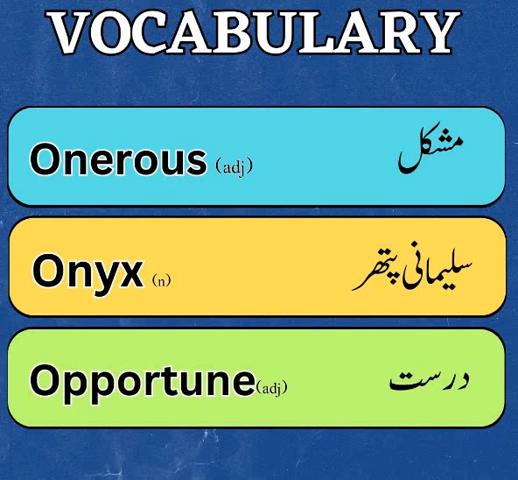 VOCABULARY
Onerous (adj) مشکل
Onyx (n) سلیمانی پتھر
Opportune(adj) درست